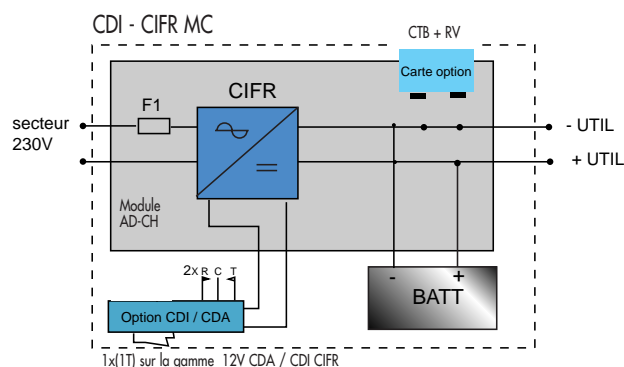 CDI - CIFR MC
CTB + RV
Carte option
F1
CIFR
secteur
230V
- UTIL
+ UTIL
Module
AD-CH
2x R C T
- +
BATT
Option CDI / CDA
1x(1T) sur la gamme 12V CDA / CDI CIFR